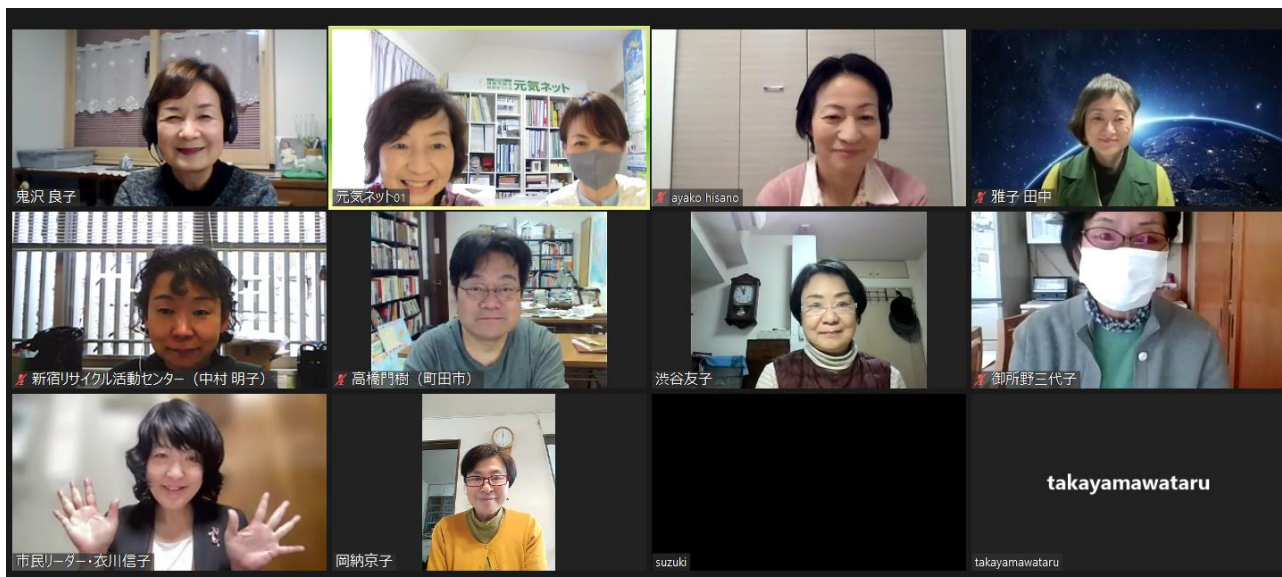 元気ネット
鬼沢 良子
元気ネット01
ayako hisano
雅子 田中
新宿リサイクル活動センター（中村 明子）
高橋門樹（町田市）
渋谷友子
御所野三代子
市民リーダー・衣川信子
岡納京子
suzuki
takayamawataru
takayamawataru